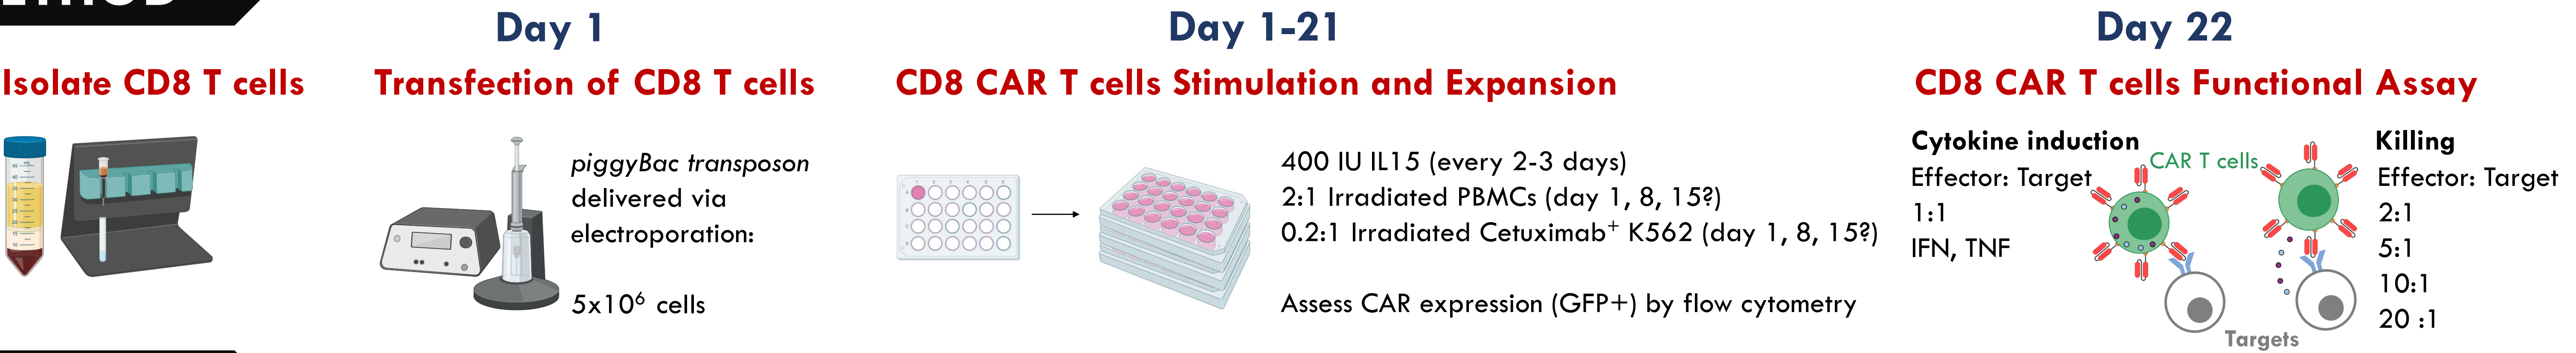 Isolate CD8 T cells
Day 1
Transfection of CD8 T cells
piggyBac transposon
delivered via
electroporation:
5x10⁶ cells
Day 1-21
CD8 CAR T cells Stimulation and Expansion
400 IU IL15 (every 2-3 days)
2:1 Irradiated PBMCs (day 1, 8, 15?)
0.2:1 Irradiated Cetuximab⁺ K562 (day 1, 8, 15?)
Assess CAR expression (GFP+) by flow cytometry
Day 22
CD8 CAR T cells Functional Assay
Cytokine induction
Effector: Target
1:1
IFN, TNF
CAR T cells
Targets
Killing
Effector: Target
2:1
5:1
10:1
20 :1